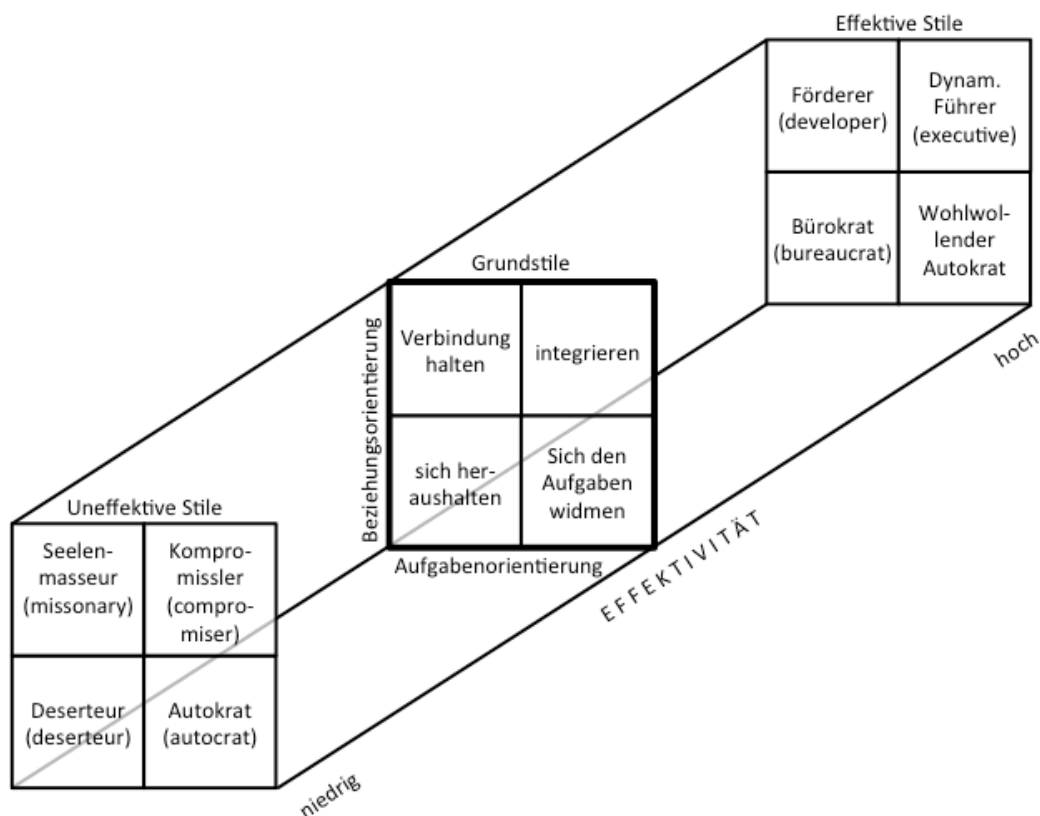 Effektive Stile
Förderer
(developer)
Dynam.
Führer
(executive)
Bürokrat
(bureaucrat)
Wohlwol-
lender
Autokrat
hoch
Grundstile
Beziehungsorientierung
Verbindung
halten
integrieren
sich her-
aushalten
Sich den
Aufgaben
widmen
Aufgabenorientierung
EFFEKTIVITÄT
Uneffektive Stile
Seelen-
masseur
(missonary)
Kompro-
missler
(compro-
miser)
Deserteur
(deserteur)
Autokrat
(autocrat)
niedrig